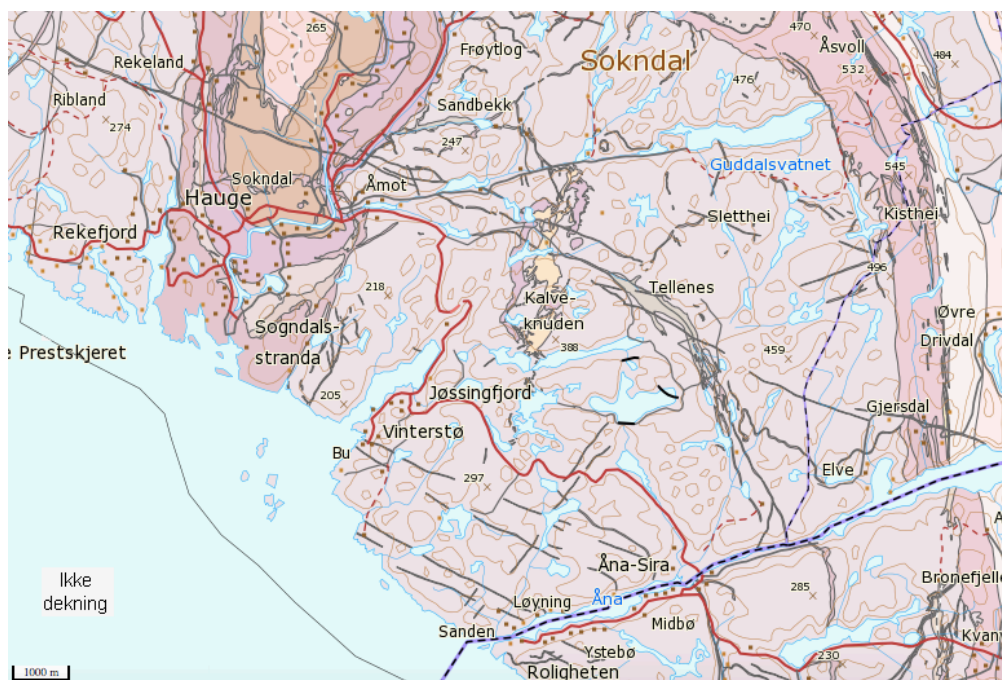 265
470
Åsvoll
Frøytlog
Rekeland
Sokndal
532
484
476
Ribland
Sandbekk
274
247
545
Guddalsvatnet
Sokndal
Åmot
Hauge
Sletthei
Kisthei
Rekefjord
496
218
Tellenes
Kalve-
knuden
Øvre
Drivdal
Sogndals-
stranda
e Prestskjeret
388
459
205
Jøssingfjord
Gjersdal
Vinterstø
Bu
297
Elve
A
Åna-Sira
Ikke
dekning
285
Bronefjelle
Løyning
Åna
Sanden
Midbø
Kvanv
Ystebø
230
Roligheten
1000 m